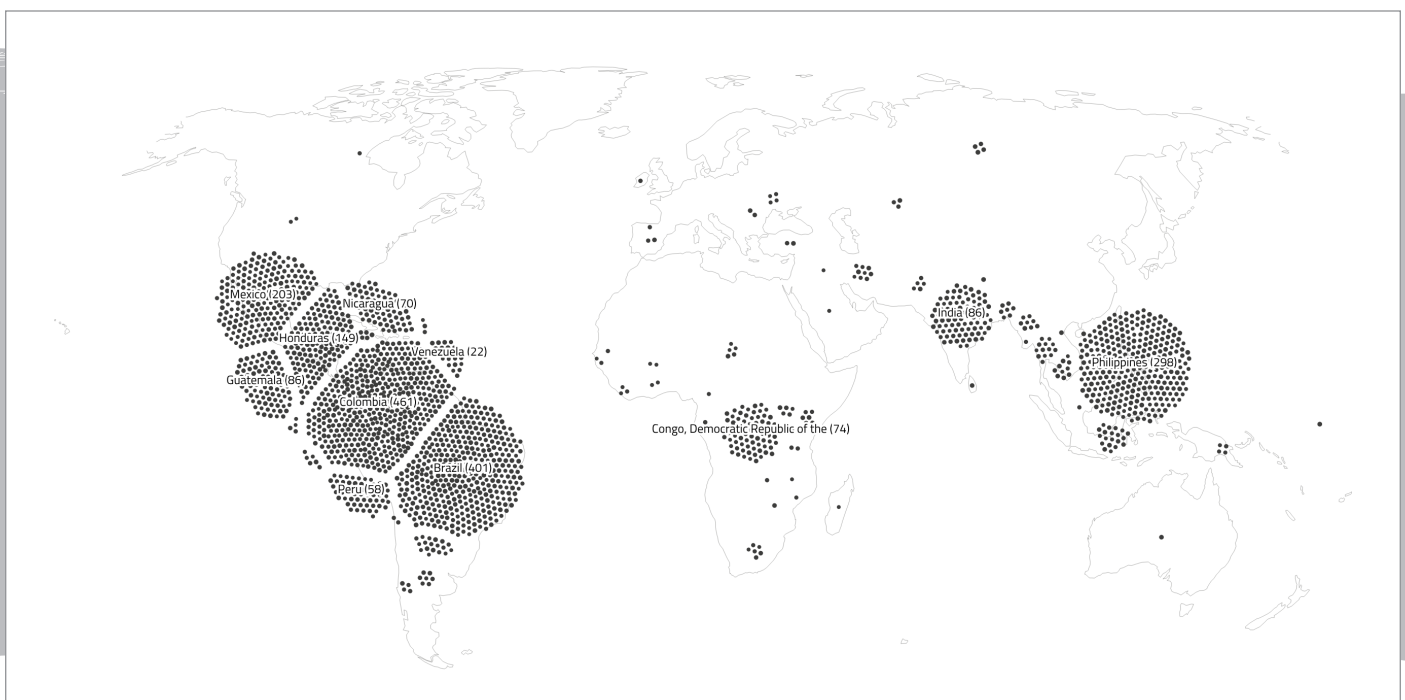 Mexico (203)
Nicaragua (70)
India (86)
Honduras (149)
Venezuela (22)
Philippines (298)
Guatemala (86)
Colombia (461)
Congo, Democratic Republic of the (74)
Brazil (401)
Peru (58)